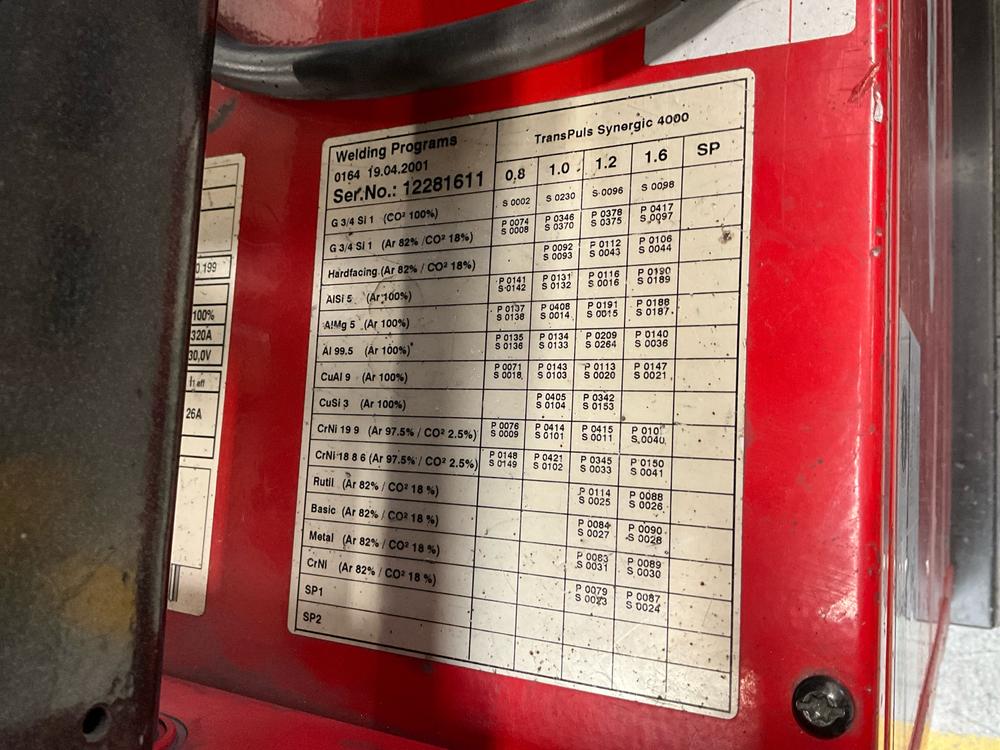 Welding Programs
0164 19.04.2001
Ser.No.: 12281611
TransPuls Synergic 4000
0,8 1.0 1.2 1.6 SP
G 3/4 Si 1 (CO² 100%) S 0002 S 0230 S 0096 S 0098
G 3/4 Si 1 (Ar 82% /CO² 18%) P 0074 P 0346 P 0378 P 0417
S 0008 S 0370 S 0375 S 0097
Hardfacing (Ar 82% / CO² 18%) P 0092 P 0112 P 0106
S 0093 S 0043 S 0044
AlSi 5 (Ar 100%) P 0141 P 0131 P 0116 P 0190
S 0142 S 0132 S 0016 S 0189
AlMg 5 (Ar 100%) P 0137 P 0408 P 0191 P 0188
S 0138 S 0014 S 0015 S 0187
Al 99.5 (Ar 100%) P 0135 P 0134 P 0209 P 0140
S 0136 S 0133 S 0264 S 0036
CuAl 9 (Ar 100%) P 0071 P 0143 P 0113 P 0147
S 0018 S 0103 S 0020 S 0021
CuSi 3 (Ar 100%) P 0405 P 0342
S 0104 S 0153
CrNi 19 9 (Ar 97.5% / CO² 2.5%) P 0076 P 0414 P 0415 P
S 0009 S 0101 S 0011 S 0040
CrNi 18 8 6 (Ar 97.5% / CO² 2.5%) P 0148 P 0421 P 0345 P 0150
S 0149 S 0102 S 0033 S 0041
Rutil (Ar 82% / CO² 18 %) P 0114 P 0088
S 0025 S 0026
Basic (Ar 82% / CO² 18 %) P 0084 P 0090
S 0027 S 0028
Metal (Ar 82% / CO² 18 %) P 0083 P 0089
S 0031 S 0030
CrNi (Ar 82% / CO² 18 %) P 0079 P 0087
S 0023 S 0024
SP1
SP2
0.199
100%
320A
30,0V
I1 eff
26A